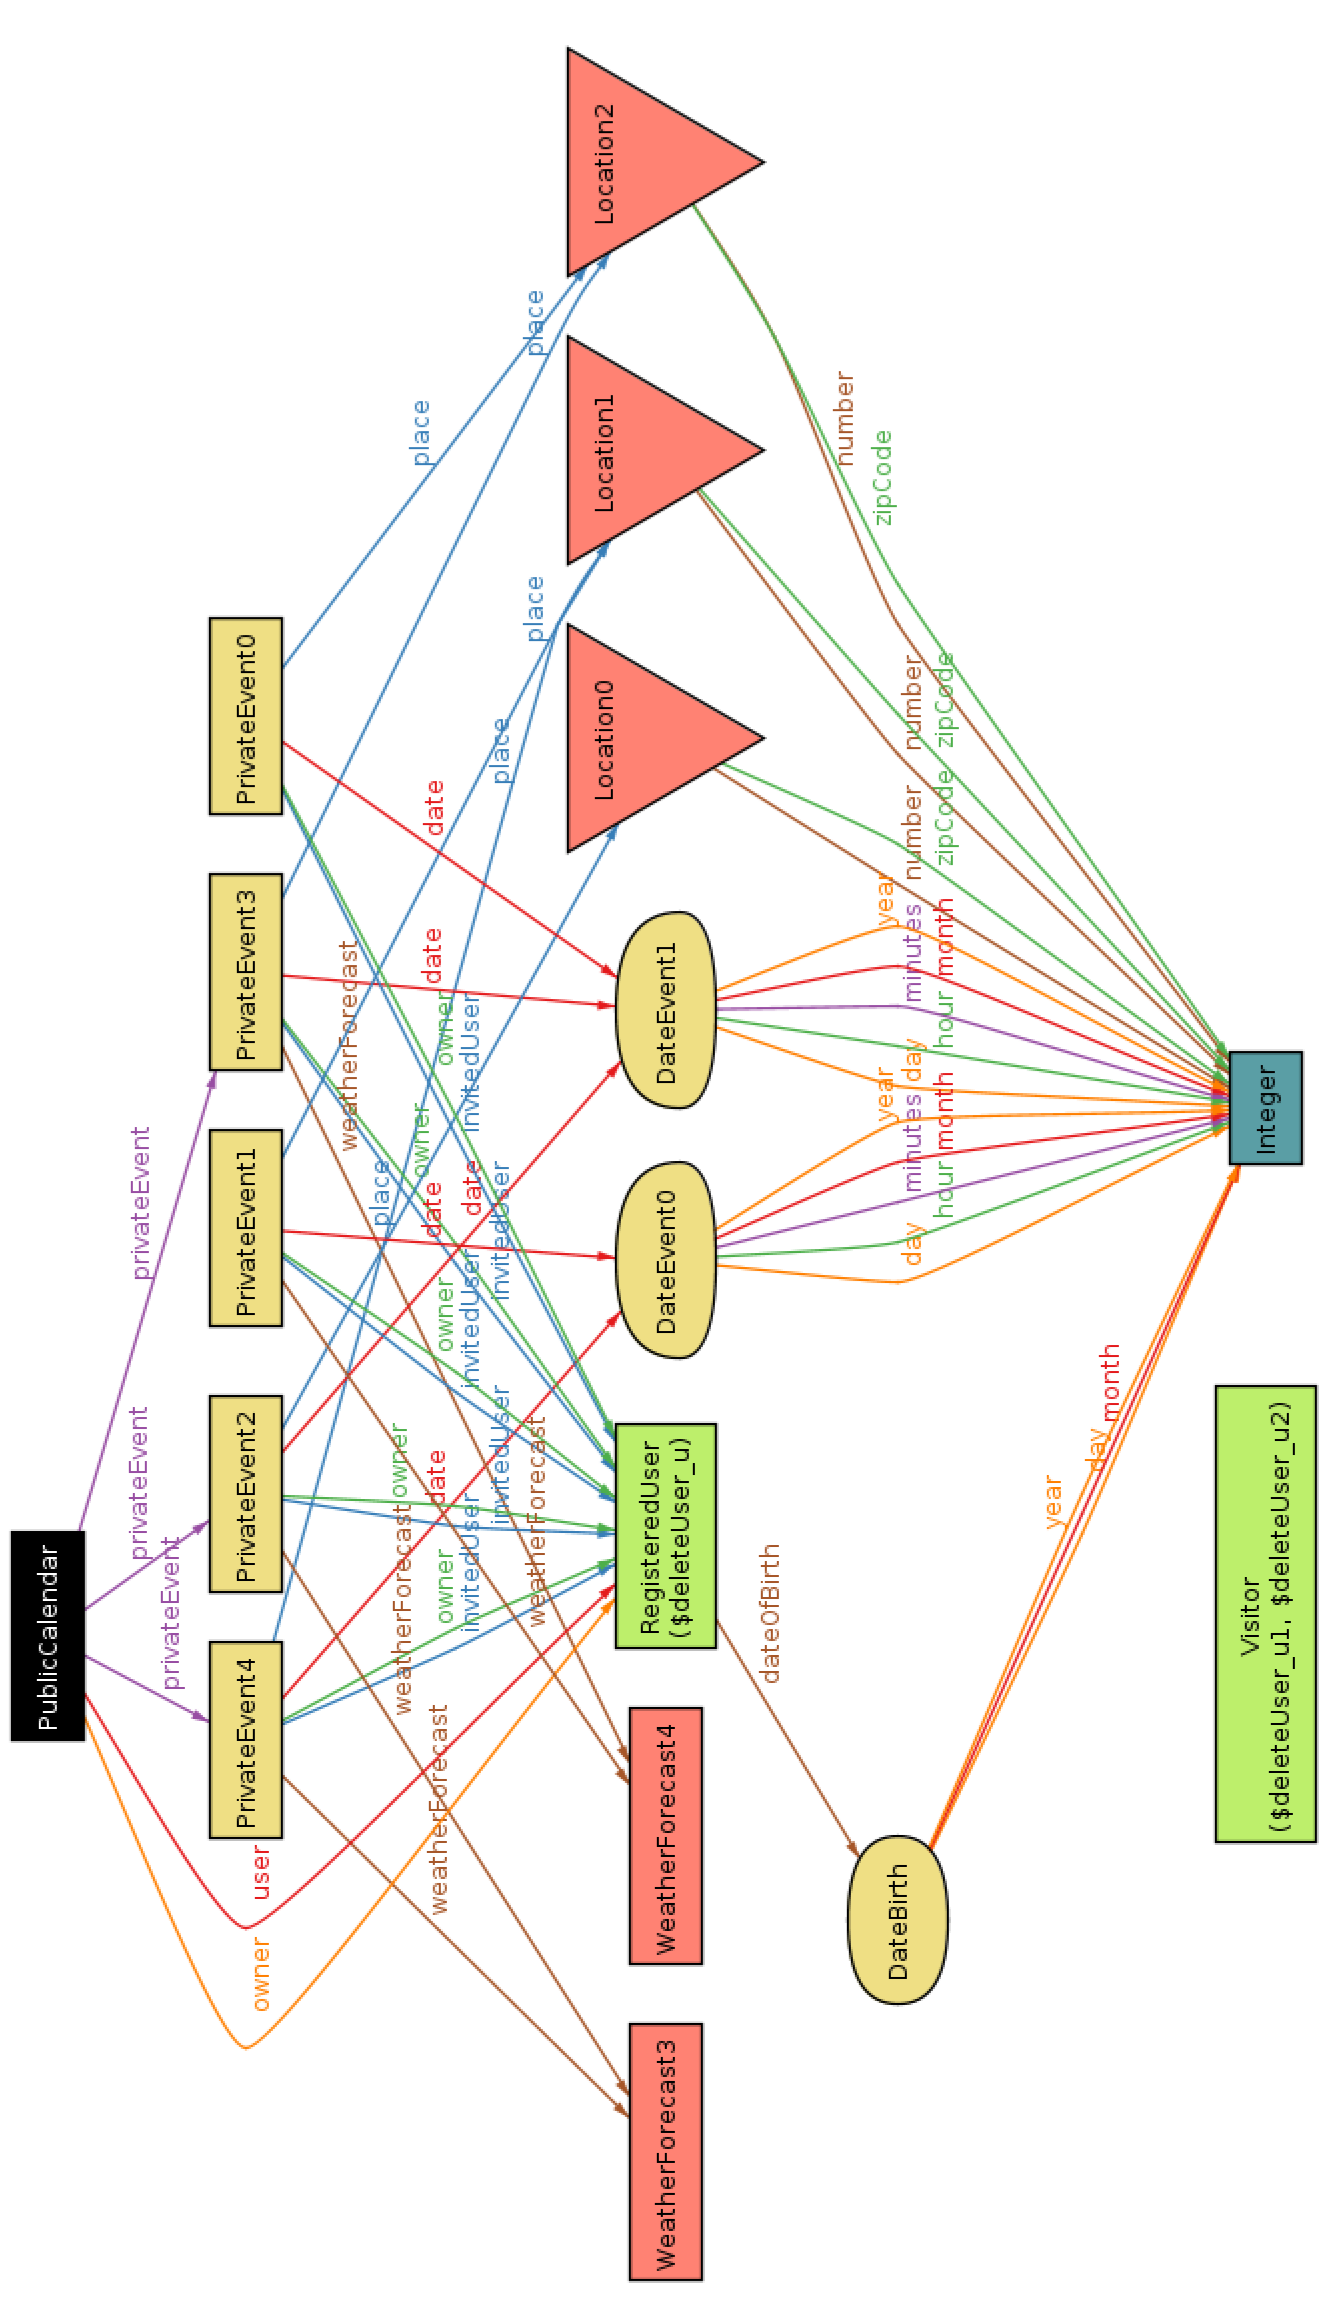 PublicCalendar
privateEvent
privateEvent
privateEvent
user
owner
PrivateEvent4
PrivateEvent2
PrivateEvent1
PrivateEvent3
PrivateEvent0
place
place
place
place
place
date
date
date
date
date
owner
owner
owner
owner
owner
invitedUser
invitedUser
invitedUser
invitedUser
invitedUser
weatherForecast
weatherForecast
weatherForecast
weatherForecast
WeatherForecast3
WeatherForecast4
RegisteredUser
($deleteUser_u)
DateEvent0
DateEvent1
Location0
Location1
Location2
dateOfBirth
DateBirth
day
hour
minutes
month
year
day
hour
minutes
month
year
number
zipCode
number
zipCode
number
zipCode
year
day
month
Visitor
($deleteUser_u1, $deleteUser_u2)
Integer